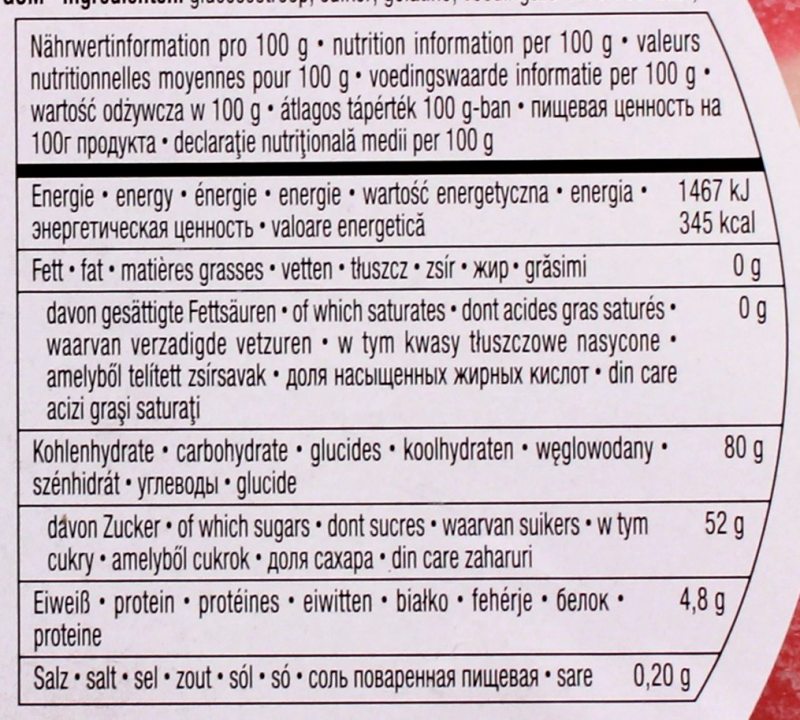 Nährwertinformation pro 100 g • nutrition information per 100 g • valeurs
nutritionnelles moyennes pour 100 g • voedingswaarde informatie per 100 g •
wartość odżywcza w 100 g • átlagos tápérték 100 g-ban • пищевая ценность на
100г продукта • declaraţie nutriţională medii per 100 g
Energie • energy • énergie • energie • wartość energetyczna • energia • 1467 kJ
энергетическая ценность • valoare energetică 345 kcal
Fett • fat • matières grasses • vetten • tłuszcz • zsír • жир • grăsimi 0 g
davon gesättigte Fettsäuren • of which saturates • dont acides gras saturés • 0 g
waarvan verzadigde vetzuren • w tym kwasy tłuszczowe nasycone •
amelyből telített zsírsavak • доля насыщенных жирных кислот • din care
acizi graşi saturaţi
Kohlenhydrate • carbohydrate • glucides • koolhydraten • węglowodany • 80 g
szénhidrát • углеводы • glucide
davon Zucker • of which sugars • dont sucres • waarvan suikers • w tym 52 g
cukry • amelyből cukrok • доля сахара • din care zaharuri
Eiweiß • protein • protéines • eiwitten • białko • fehérje • белок • 4,8 g
proteine
Salz • salt • sel • zout • sól • só • соль поваренная пищевая • sare 0,20 g